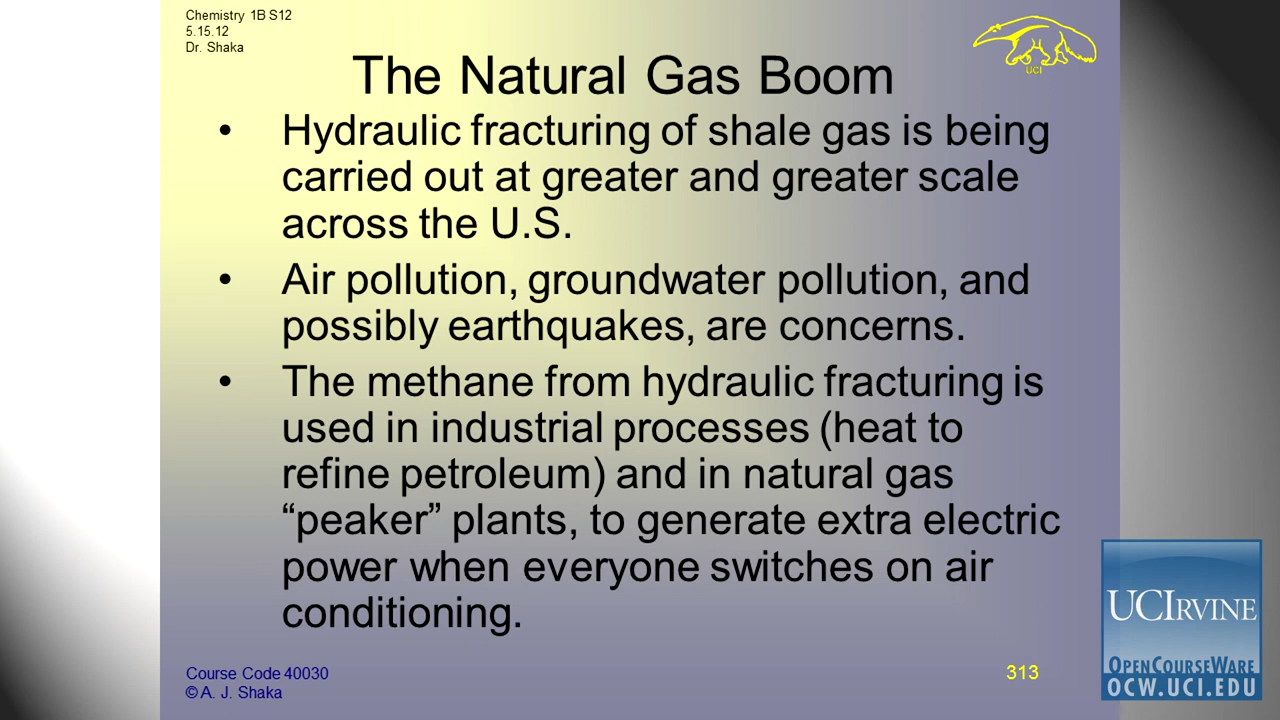 Chemistry 1B S12
5.15.12
Dr. Shaka
UCI
The Natural Gas Boom
• Hydraulic fracturing of shale gas is being
carried out at greater and greater scale
across the U.S.
• Air pollution, groundwater pollution, and
possibly earthquakes, are concerns.
• The methane from hydraulic fracturing is
used in industrial processes (heat to
refine petroleum) and in natural gas
“peaker” plants, to generate extra electric
power when everyone switches on air
conditioning.
Course Code 40030
© A. J. Shaka
313
UCIRVINE
OPENCOURSEWARE
OCW.UCI.EDU